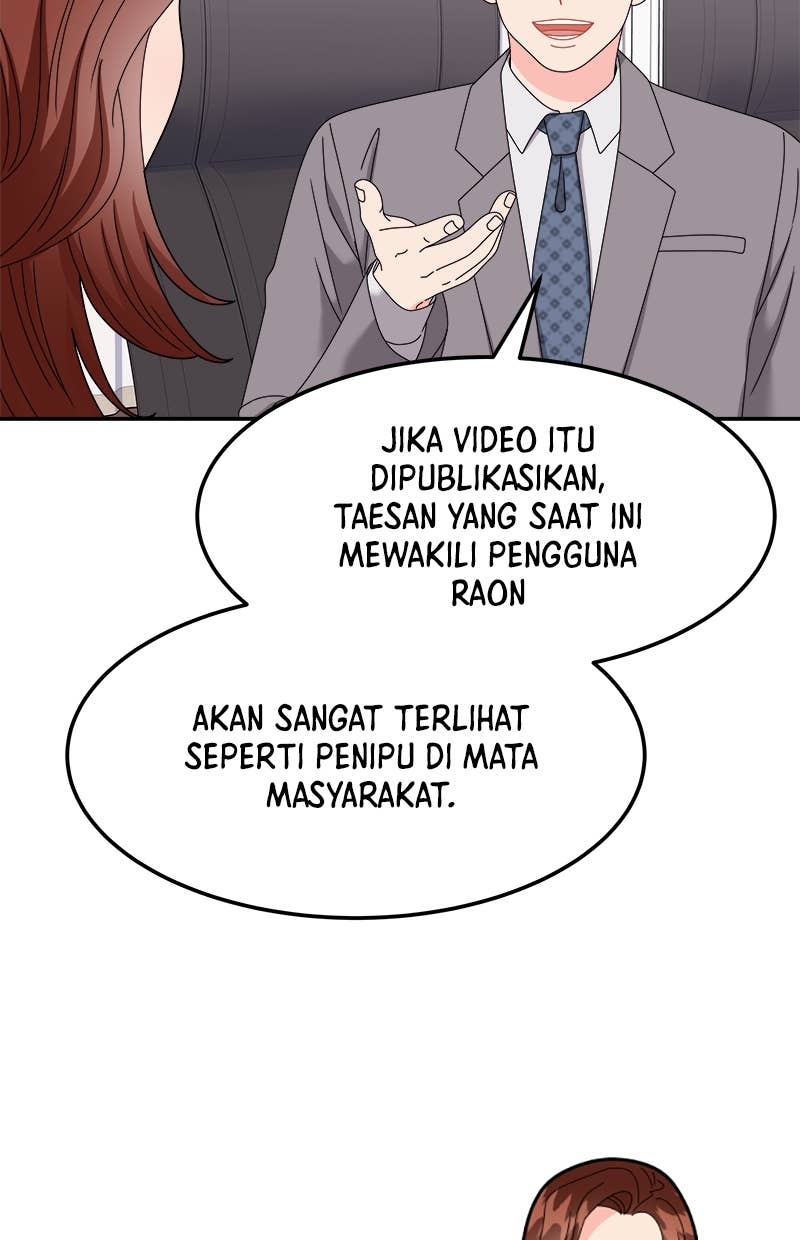 JIKA VIDEO ITU
DIPUBLIKASIKAN,
TAESAN YANG SAAT INI
MEWAKILI PENGGUNA
RAON
AKAN SANGAT TERLIHAT
SEPERTI PENIPU DI MATA
MASYARAKAT.